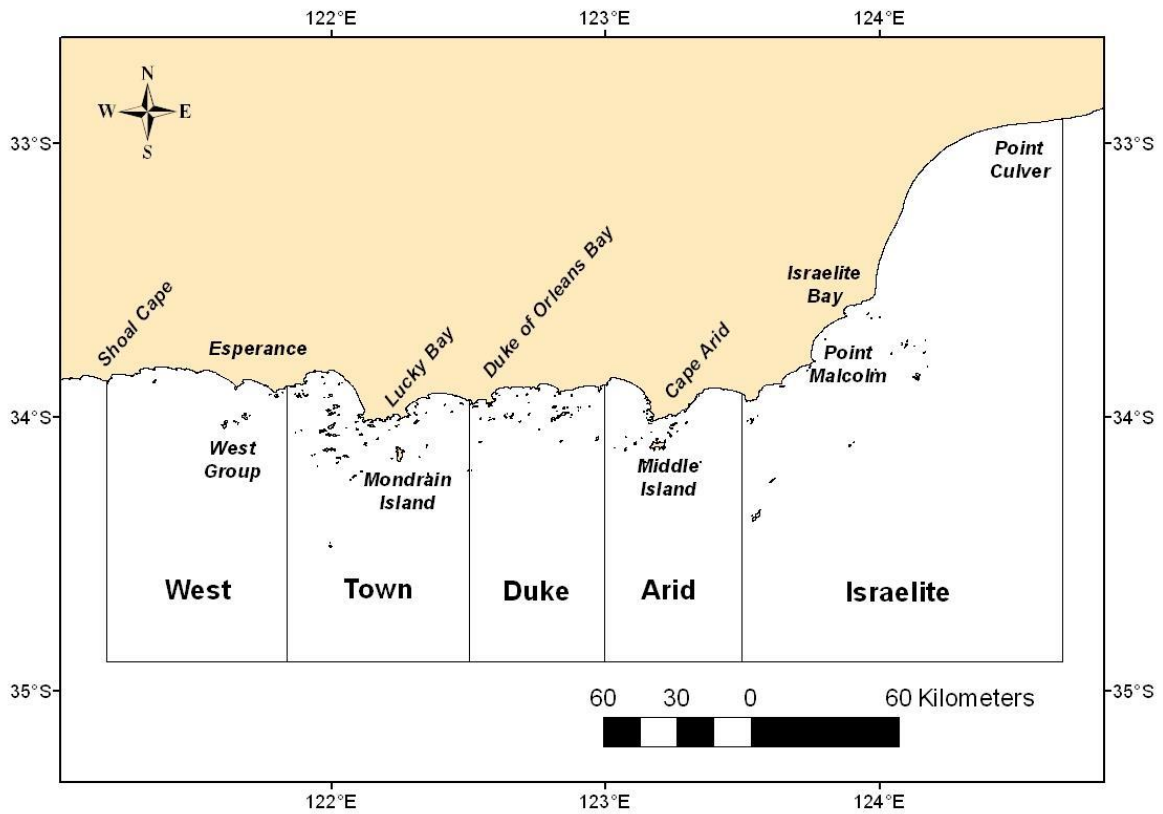 122°E 123°E 124°E
N
W E
S
33°S 33°S
Point
Culver
Shoal Cape
Esperance
Lucky Bay
Duke of Orleans Bay
Cape Arid
Israelite
Bay
Point
Malcolm
34°S 34°S
West
Group
Mondrain
Island
Middle
Island
West Town Duke Arid Israelite
35°S 35°S
60 30 0 60 Kilometers
122°E 123°E 124°E